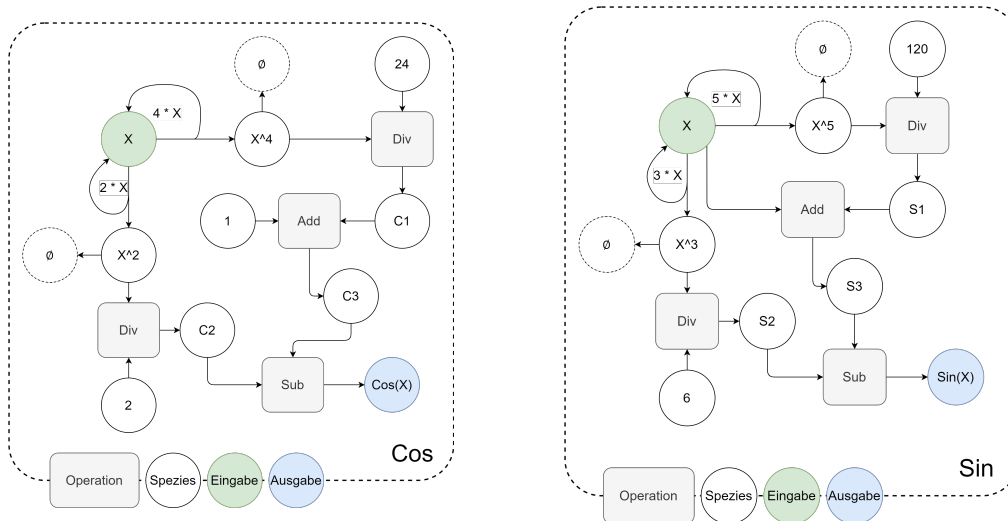 ∅
24
4 * X
X
X^4
Div
2 * X
1
Add
C1
∅
X^2
C3
Div
C2
Sub
Cos(X)
2
Cos
Operation
Spezies
Eingabe
Ausgabe
∅
120
5 * X
X
X^5
Div
3 * X
Add
S1
∅
X^3
S3
Div
S2
Sub
Sin(X)
6
Sin
Operation
Spezies
Eingabe
Ausgabe